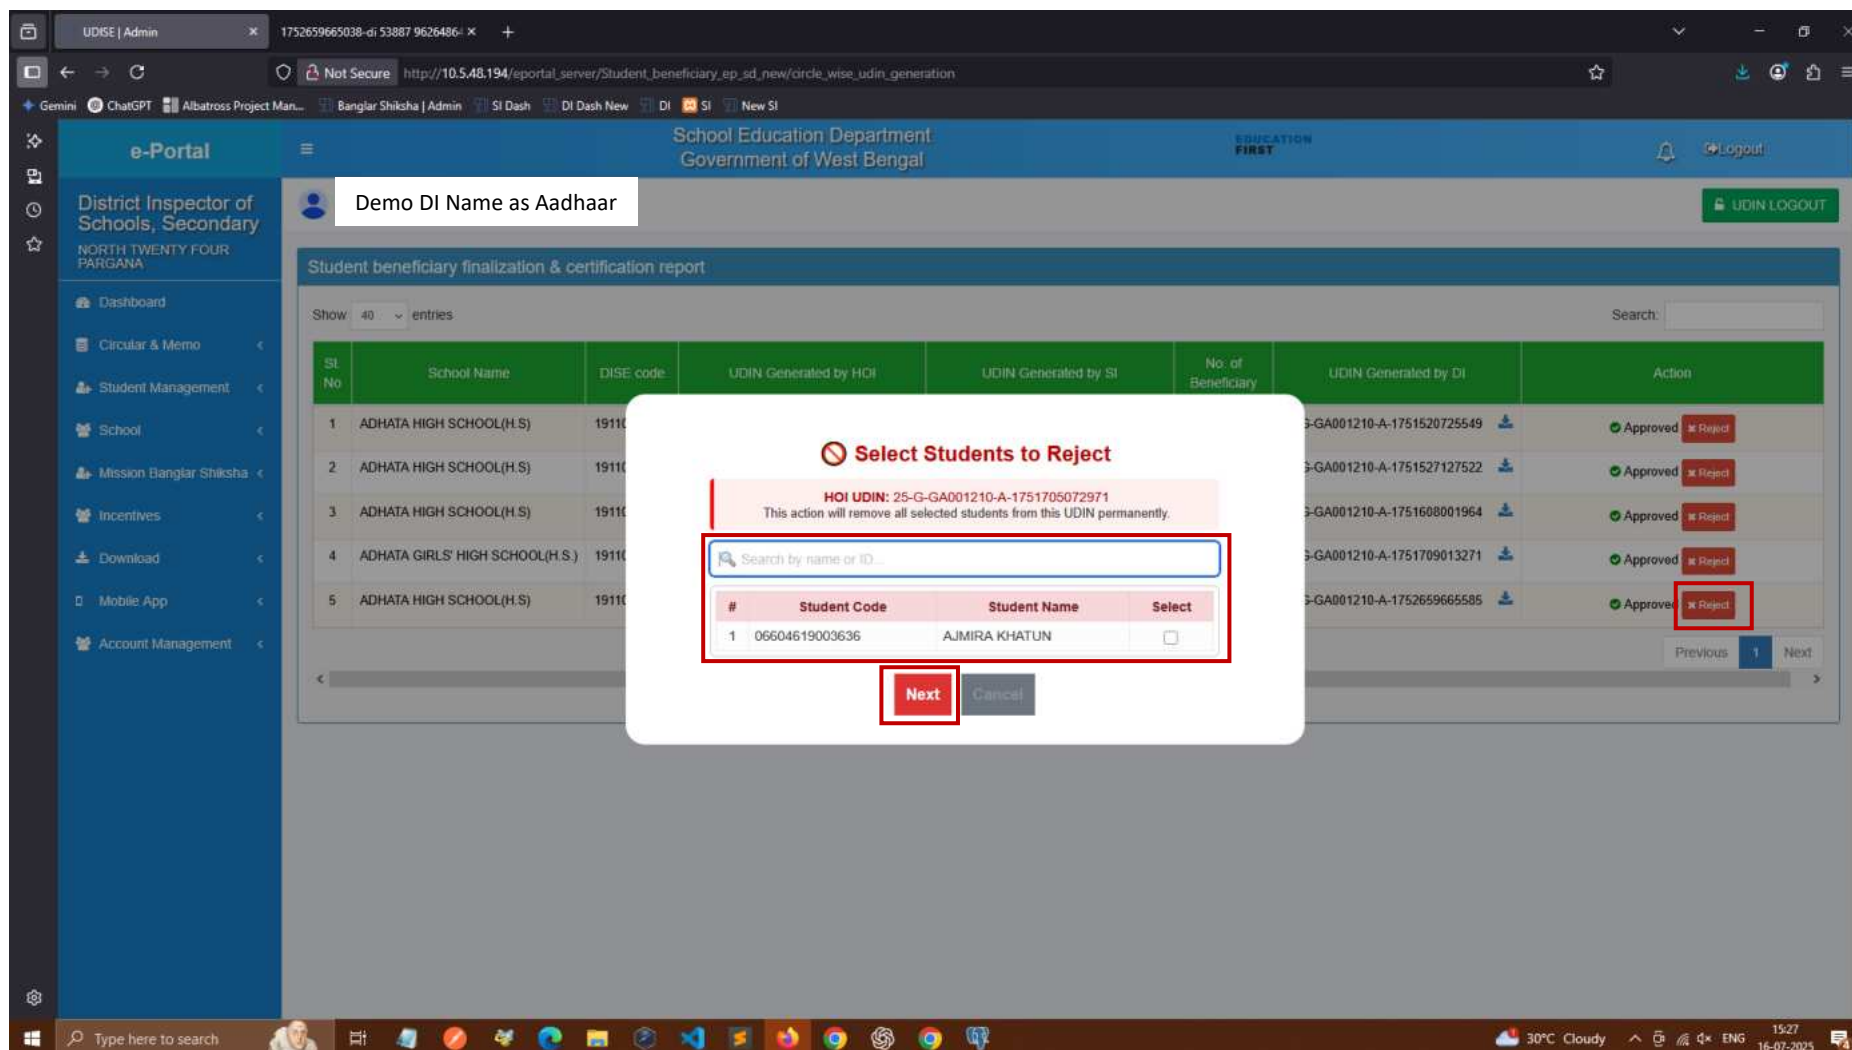 UDISE | Admin
1752659665038-di 53887 9626486
Not Secure http://10.5.48.194/eportal_server/Student_beneficiary_ep_sd_new/circle_wise_udin_generation
Gemini ChatGPT Albatross Project Man... Banglar Shiksha | Admin SI Dash DI Dash New DI SI New SI
e-Portal
School Education Department
Government of West Bengal
EDUCATION
FIRST
Logout
District Inspector of
Schools, Secondary
NORTH TWENTY FOUR
PARGANA
Demo DI Name as Aadhaar
UDIN LOGOUT
Dashboard
Circular & Memo
Student Management
School
Mission Banglar Shiksha
Incentives
Download
Mobile App
Account Management
Student beneficiary finalization & certification report
Show 40 entries
Search:
Sl. No School Name DISE code UDIN Generated by HOI UDIN Generated by SI No. of Beneficiary UDIN Generated by DI Action
1 ADHATA HIGH SCHOOL(H.S) 1911 G-GA001210-A-1751520725549 Approved Reject
2 ADHATA HIGH SCHOOL(H.S) 1911 G-GA001210-A-1751527127522 Approved Reject
3 ADHATA HIGH SCHOOL(H.S) 1911 G-GA001210-A-1751608001964 Approved Reject
4 ADHATA GIRLS' HIGH SCHOOL(H.S.) 1911 G-GA001210-A-1751709013271 Approved Reject
5 ADHATA HIGH SCHOOL(H.S) 1911 G-GA001210-A-1752659665585 Approved Reject
Previous 1 Next
Select Students to Reject
HOI UDIN: 25-G-GA001210-A-1751705072971
This action will remove all selected students from this UDIN permanently.
Search by name or ID...
# Student Code Student Name Select
1 06604619003636 AJMIRA KHATUN
Next Cancel
Type here to search
30°C Cloudy ENG 15:27
16-07-2025